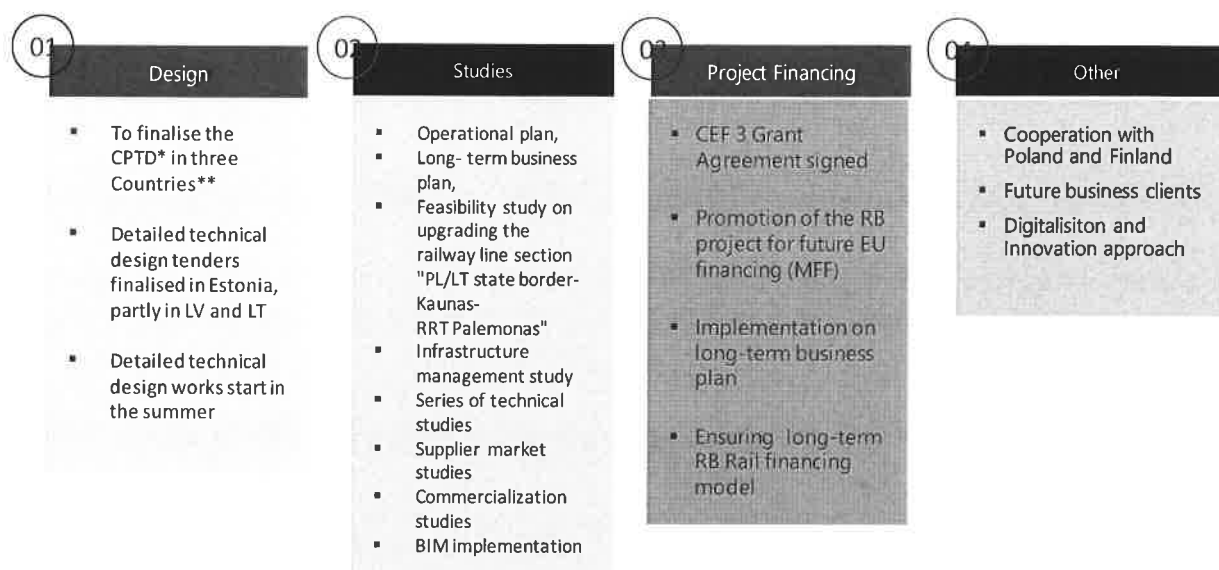 01
Design
▪ To finalise the
CPTD* in three
Countries**
▪ Detailed technical
design tenders
finalised in Estonia,
partly in LV and LT
▪ Detailed technical
design works start in
the summer
02
Studies
▪ Operational plan,
▪ Long- term business
plan,
▪ Feasibility study on
upgrading the
railway line section
"PL/LT state border-
Kaunas-
RRT Palemonas"
▪ Infrastructure
management study
▪ Series of technical
studies
▪ Supplier market
studies
▪ Commercialization
studies
▪ BIM implementation
03
Project Financing
▪ CEF 3 Grant
Agreement signed
▪ Promotion of the RB
project for future EU
financing (MFF)
▪ Implementation on
long-term business
plan
▪ Ensuring long-term
RB Rail financing
model
04
Other
▪ Cooperation with
Poland and Finland
▪ Future business clients
▪ Digitalisiton and
Innovation approach